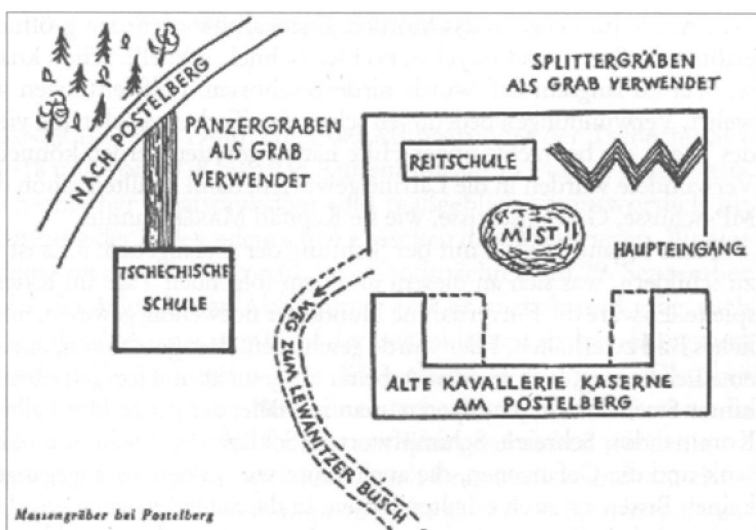 NACH POSTELBERG
PANZERGRABEN
ALS GRAB
VERWENDET
TSCHECHISCHE
SCHULE
SPLITTERGRÄBEN
ALS GRAB VERWENDET
REITSCHULE
MIST
HAUPTEINGANG
ALTE KAVALLERIE KASERNE
AM POSTELBERG
WEG ZUM LEWANITZER BUSCH
Massengräber bei Postelberg